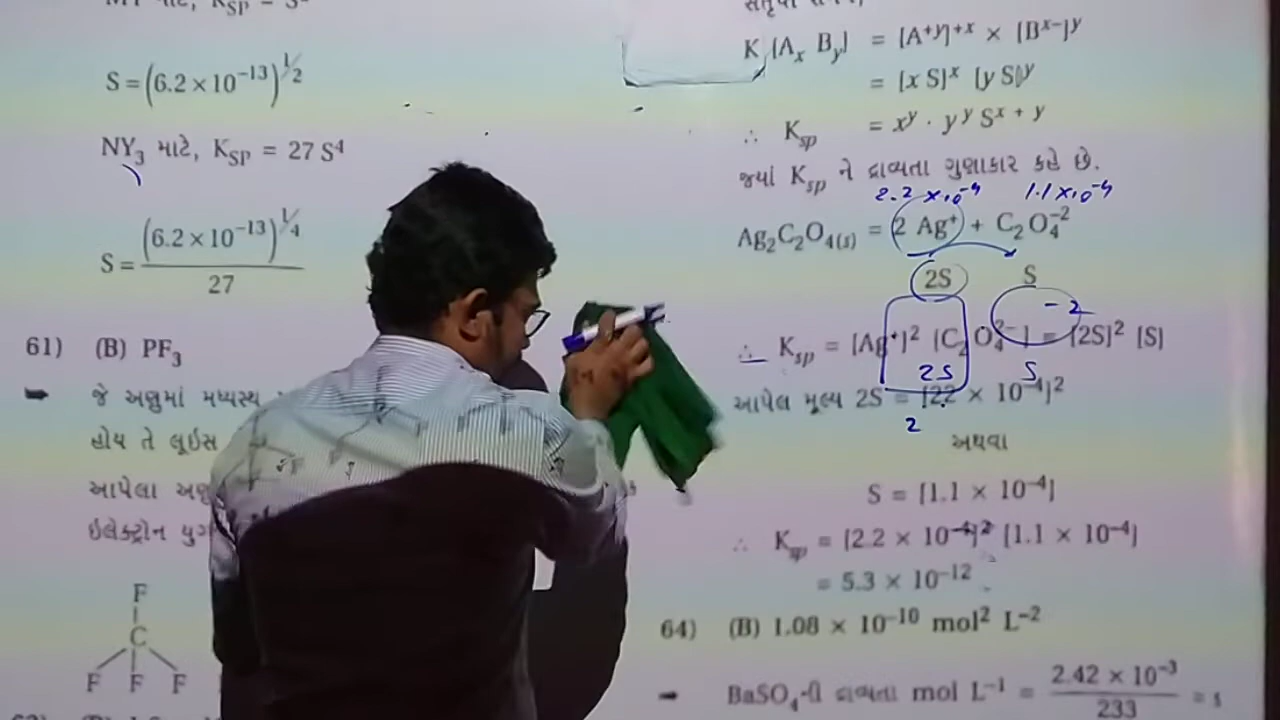 S = (6.2 × 10⁻¹³)^½
NY₃ માટે, K_SP = 27 S⁴
S = (6.2 × 10⁻¹³)^¼ / 27
61) (B) PF₃
➡ જે અણુમાં મધ્યસ્થ
હોય તે લૂઇસ
આપેલા
ઇલેક્ટ્રોન
F
C
F F F
K [Aₓ B_y] = [A⁺ʸ]⁺ˣ × [Bˣ⁻]ʸ
= [x S]ˣ [y S]ʸ
∴ K_sp = xʸ · yʸ Sˣ ⁺ ʸ
જ્યાં K_sp ને દ્રાવ્યતા ગુણાકાર કહે છે.
2.2 ×10⁻⁴ 1.1 ×10⁻⁴
Ag₂C₂O₄₍ₛ₎ = 2 Ag⁺ + C₂O₄⁻²
2S S
-2
∴ K_sp = [Ag⁺]² [C₂O₄²⁻] = [2S]² [S]
2S S
આપેલ મૂલ્ય 2S = [2.2 × 10⁻⁴]²
2
અથવા
S = [1.1 × 10⁻⁴]
∴ K_sp = [2.2 × 10⁻⁴]² [1.1 × 10⁻⁴]
= 5.3 × 10⁻¹²
64) (B) 1.08 × 10⁻¹⁰ mol² L⁻²
➡ BaSO₄ની દ્રાવ્યતા mol L⁻¹ = 2.42 × 10⁻³ / 233 =